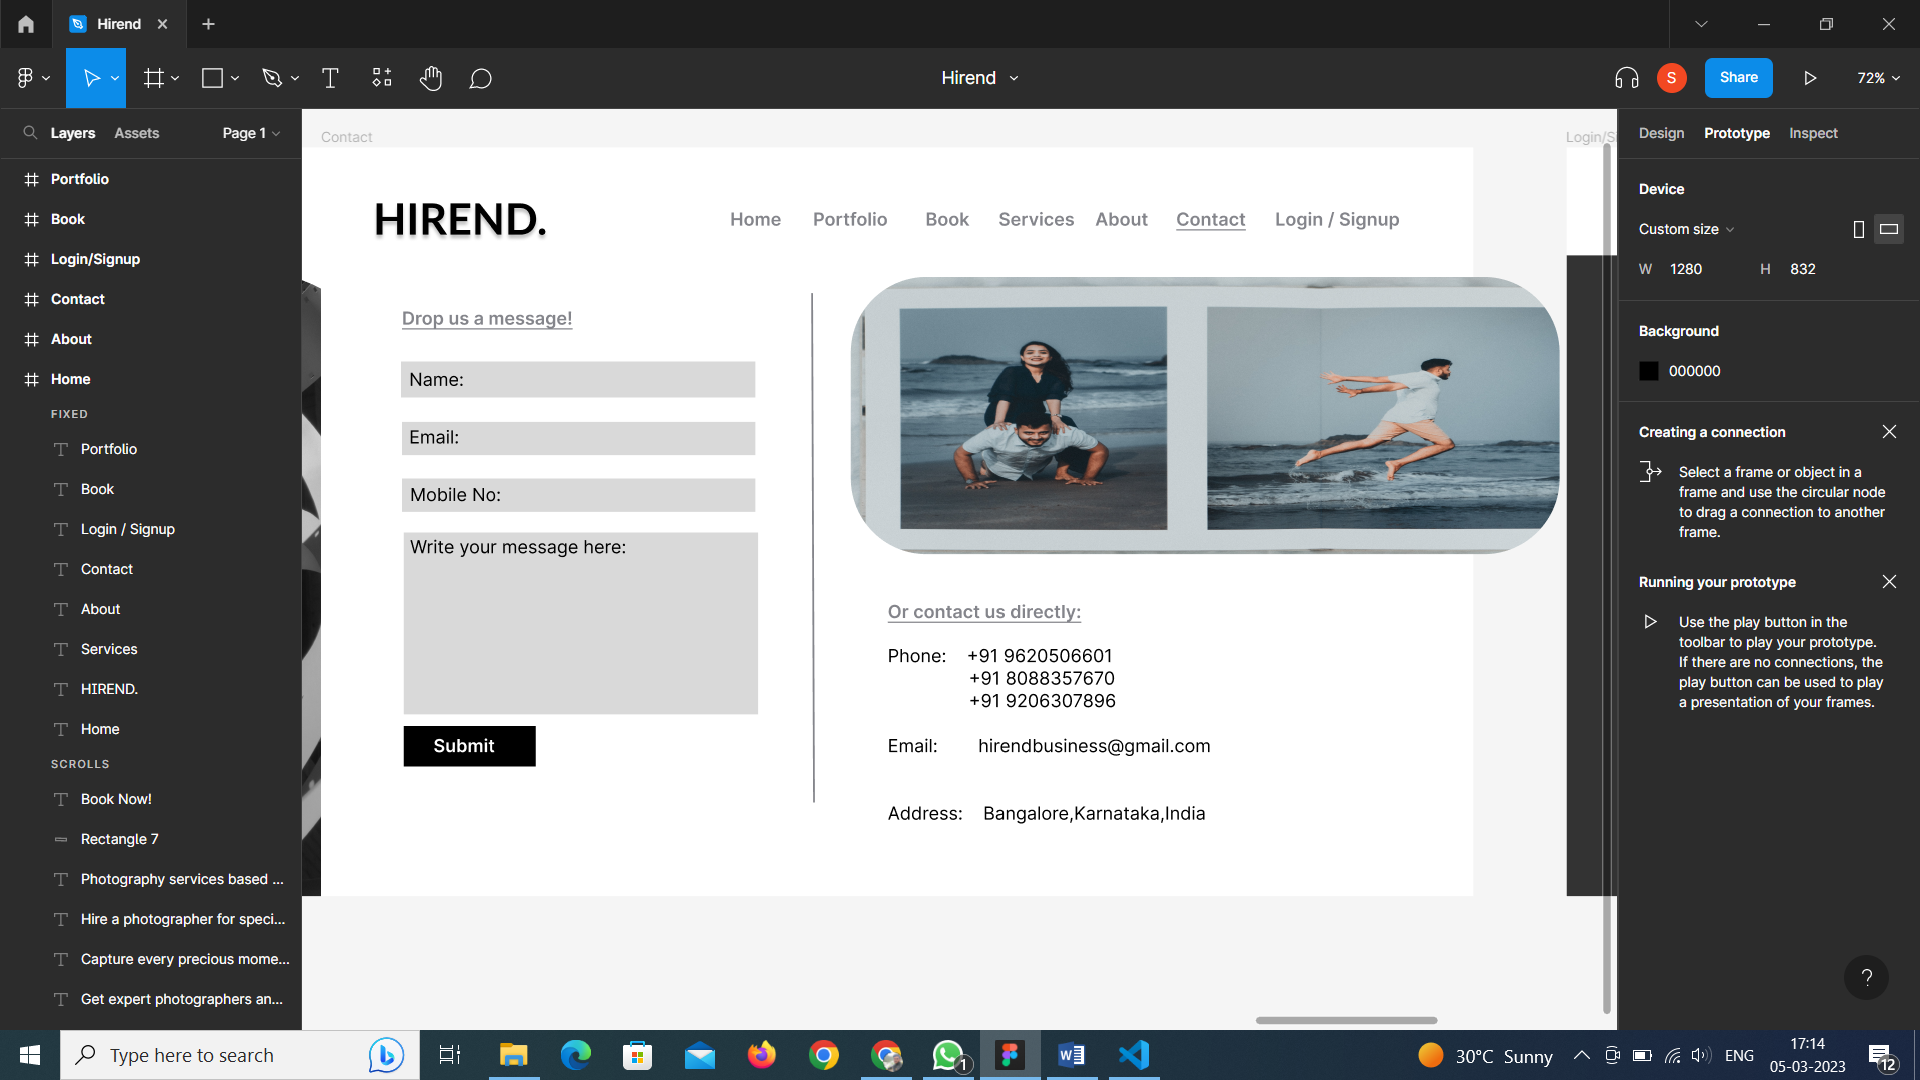 Hirend
Hirend
S
Share
72%
Layers
Assets
Page 1
Portfolio
Book
Login/Signup
Contact
About
Home
FIXED
Portfolio
Book
Login / Signup
Contact
About
Services
HIREND.
Home
SCROLLS
Book Now!
Rectangle 7
Photography services based ...
Hire a photographer for speci...
Capture every precious mome...
Get expert photographers an...
Contact
Login/Si
HIREND.
Home Portfolio Book Services About Contact Login / Signup
Drop us a message!
Name:
Email:
Mobile No:
Write your message here:
Submit
Or contact us directly:
Phone: +91 9620506601
+91 8088357670
+91 9206307896
Email: hirendbusiness@gmail.com
Address: Bangalore,Karnataka,India
Design Prototype Inspect
Device
Custom size
W 1280 H 832
Background
000000
Creating a connection
Select a frame or object in a
frame and use the circular node
to drag a connection to another
frame.
Running your prototype
Use the play button in the
toolbar to play your prototype.
If there are no connections, the
play button can be used to play
a presentation of your frames.
?
Type here to search
1
30°C Sunny
ENG
17:14
05-03-2023
12